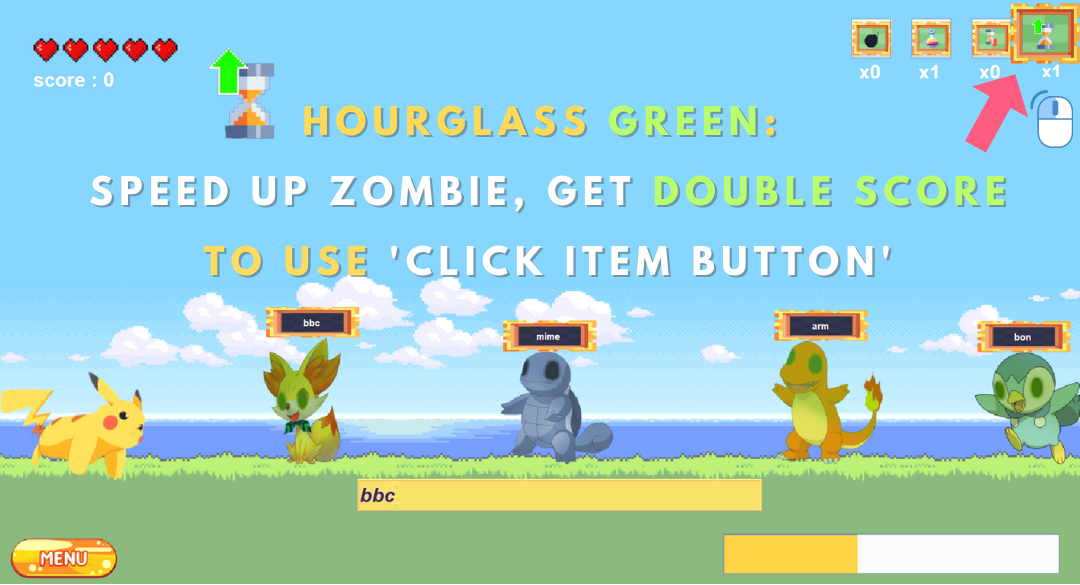 score : 0
x0
x1
x0
x1
HOURGLASS GREEN:
SPEED UP ZOMBIE, GET DOUBLE SCORE
TO USE 'CLICK ITEM BUTTON'
bbc
mime
arm
bon
bbc
MENU